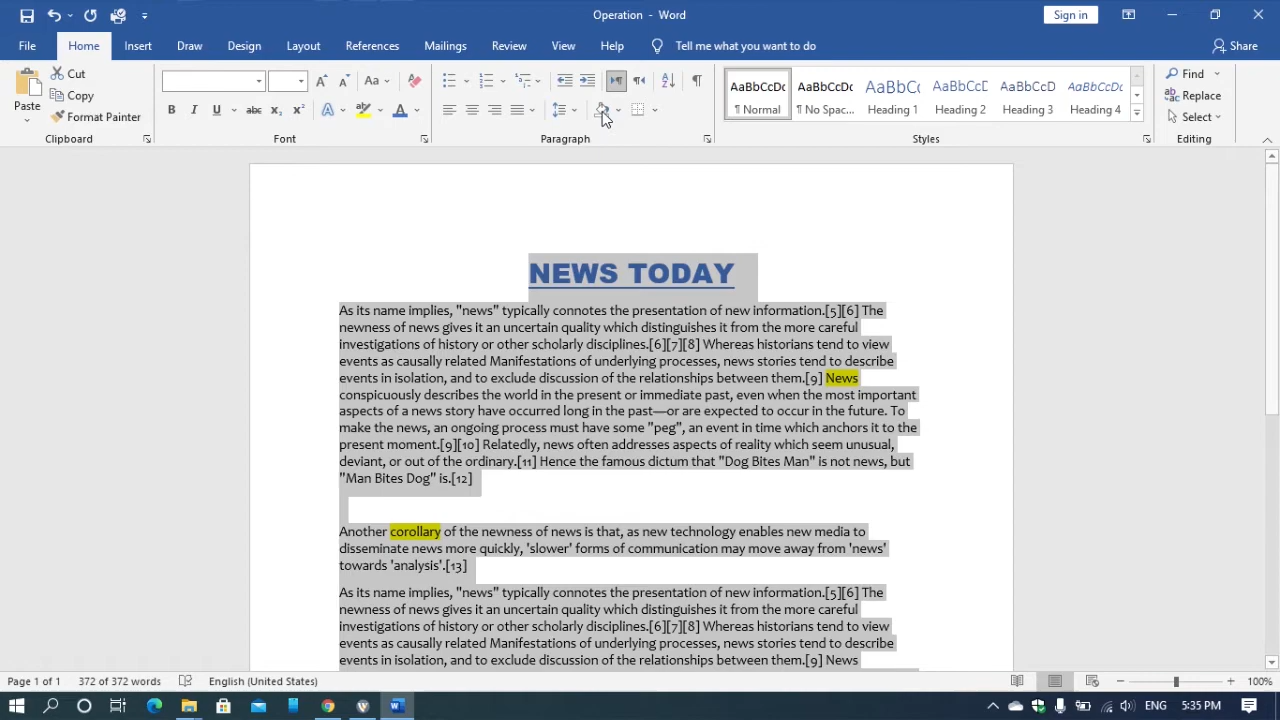 Operation - Word
Sign in
File Home Insert Draw Design Layout References Mailings Review View Help Tell me what you want to do Share
Cut
Copy
Format Painter
Paste
Clipboard
Aa
B I U abc x₂ x² A A
Font
Paragraph
AaBbCcDc AaBbCcDc AaBbCc AaBbCcD AaBbCcDc AaBbCcDc
¶ Normal ¶ No Spac... Heading 1 Heading 2 Heading 3 Heading 4
Styles
Find
Replace
Select
Editing
NEWS TODAY
As its name implies, "news" typically connotes the presentation of new information.[5][6] The
newness of news gives it an uncertain quality which distinguishes it from the more careful
investigations of history or other scholarly disciplines.[6][7][8] Whereas historians tend to view
events as causally related Manifestations of underlying processes, news stories tend to describe
events in isolation, and to exclude discussion of the relationships between them.[9] News
conspicuously describes the world in the present or immediate past, even when the most important
aspects of a news story have occurred long in the past—or are expected to occur in the future. To
make the news, an ongoing process must have some "peg", an event in time which anchors it to the
present moment.[9][10] Relatedly, news often addresses aspects of reality which seem unusual,
deviant, or out of the ordinary.[11] Hence the famous dictum that "Dog Bites Man" is not news, but
"Man Bites Dog" is.[12]
Another corollary of the newness of news is that, as new technology enables new media to
disseminate news more quickly, 'slower' forms of communication may move away from 'news'
towards 'analysis'.[13]
As its name implies, "news" typically connotes the presentation of new information.[5][6] The
newness of news gives it an uncertain quality which distinguishes it from the more careful
investigations of history or other scholarly disciplines.[6][7][8] Whereas historians tend to view
events as causally related Manifestations of underlying processes, news stories tend to describe
events in isolation, and to exclude discussion of the relationships between them.[9] News
Page 1 of 1 372 of 372 words English (United States) 100%
ENG 5:35 PM